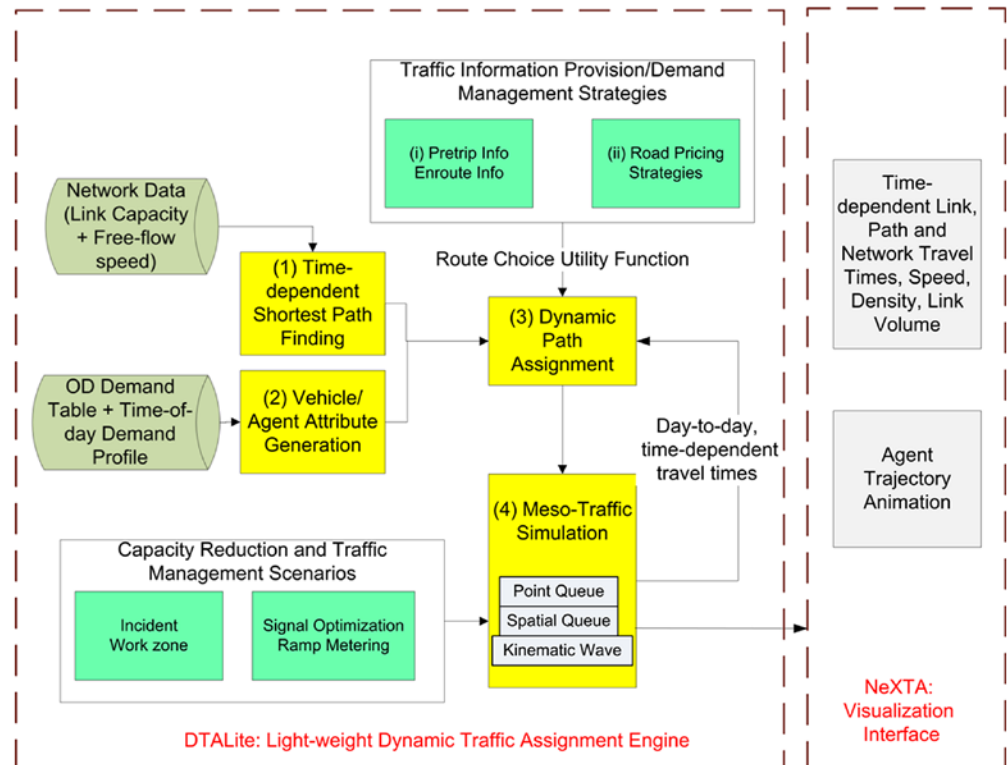 Traffic Information Provision/Demand
Management Strategies
(i) Pretrip Info
Enroute Info
(ii) Road Pricing
Strategies
Network Data
(Link Capacity
+ Free-flow
speed)
Route Choice Utility Function
(1) Time-
dependent
Shortest Path
Finding
(3) Dynamic
Path
Assignment
OD Demand
Table + Time-of-
day Demand
Profile
(2) Vehicle/
Agent Attribute
Generation
Day-to-day,
time-dependent
travel times
(4) Meso-Traffic
Simulation
Point Queue
Spatial Queue
Kinematic Wave
Capacity Reduction and Traffic
Management Scenarios
Incident
Work zone
Signal Optimization
Ramp Metering
DTALite: Light-weight Dynamic Traffic Assignment Engine
Time-
dependent Link,
Path and
Network Travel
Times, Speed,
Density, Link
Volume
Agent
Trajectory
Animation
NeXTA:
Visualization
Interface